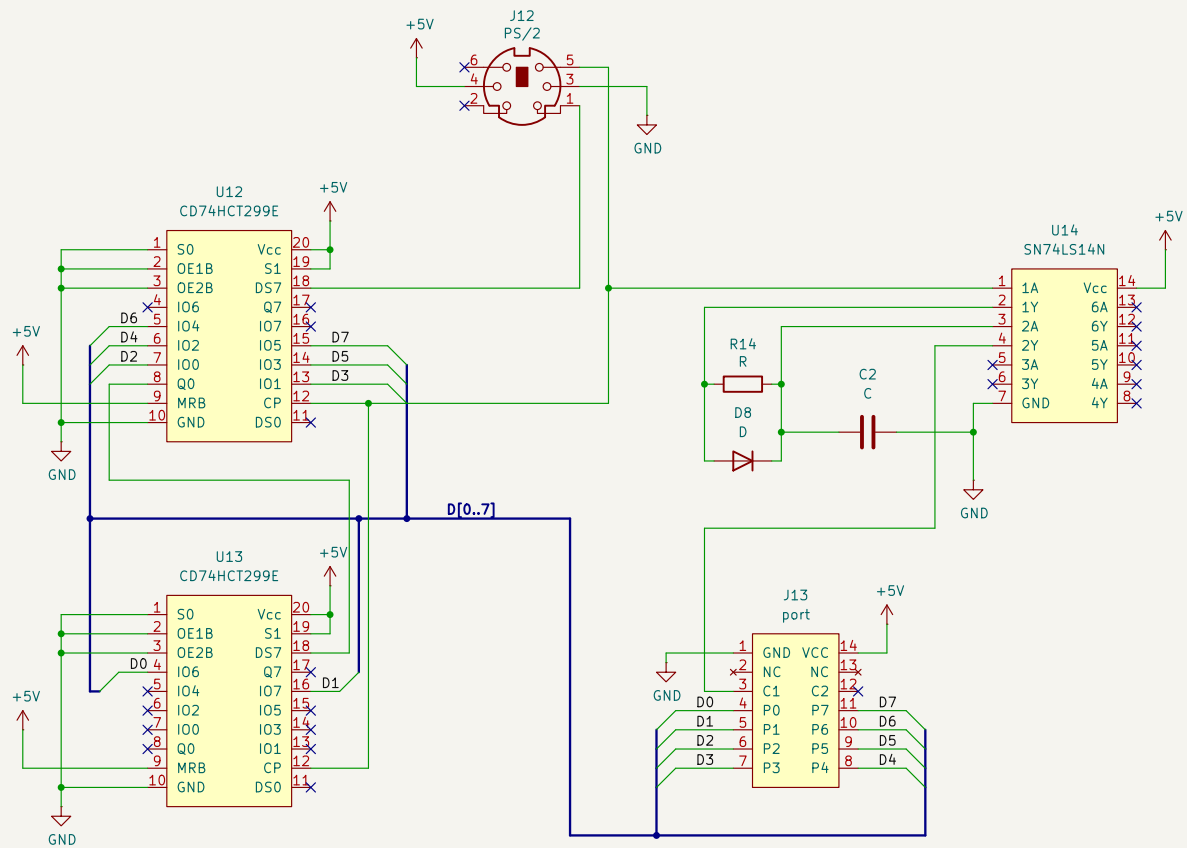 J12
PS/2
+5V
6
5
4
3
2
1
GND
U12
CD74HCT299E
+5V
1 S0 Vcc 20
2 OE1B S1 19
3 OE2B DS7 18
4 IO6 Q7 17
D6 5 IO4 IO7 16
D4 6 IO2 IO5 15 D7
D2 7 IO0 IO3 14 D5
8 Q0 IO1 13 D3
9 MRB CP 12
10 GND DS0 11
+5V
GND
U14
SN74LS14N
+5V
1 1A Vcc 14
2 1Y 6A 13
3 2A 6Y 12
4 2Y 5A 11
5 3A 5Y 10
6 3Y 4A 9
7 GND 4Y 8
R14
R
D8
D
C2
C
GND
D[0..7]
U13
CD74HCT299E
+5V
1 S0 Vcc 20
2 OE1B S1 19
3 OE2B DS7 18
D0 4 IO6 Q7 17
5 IO4 IO7 16 D1
6 IO2 IO5 15
7 IO0 IO3 14
8 Q0 IO1 13
9 MRB CP 12
10 GND DS0 11
+5V
GND
J13
port
+5V
1 GND VCC 14
2 NC NC 13
3 C1 C2 12
D0 4 P0 P7 11 D7
D1 5 P1 P6 10 D6
D2 6 P2 P5 9 D5
D3 7 P3 P4 8 D4
GND